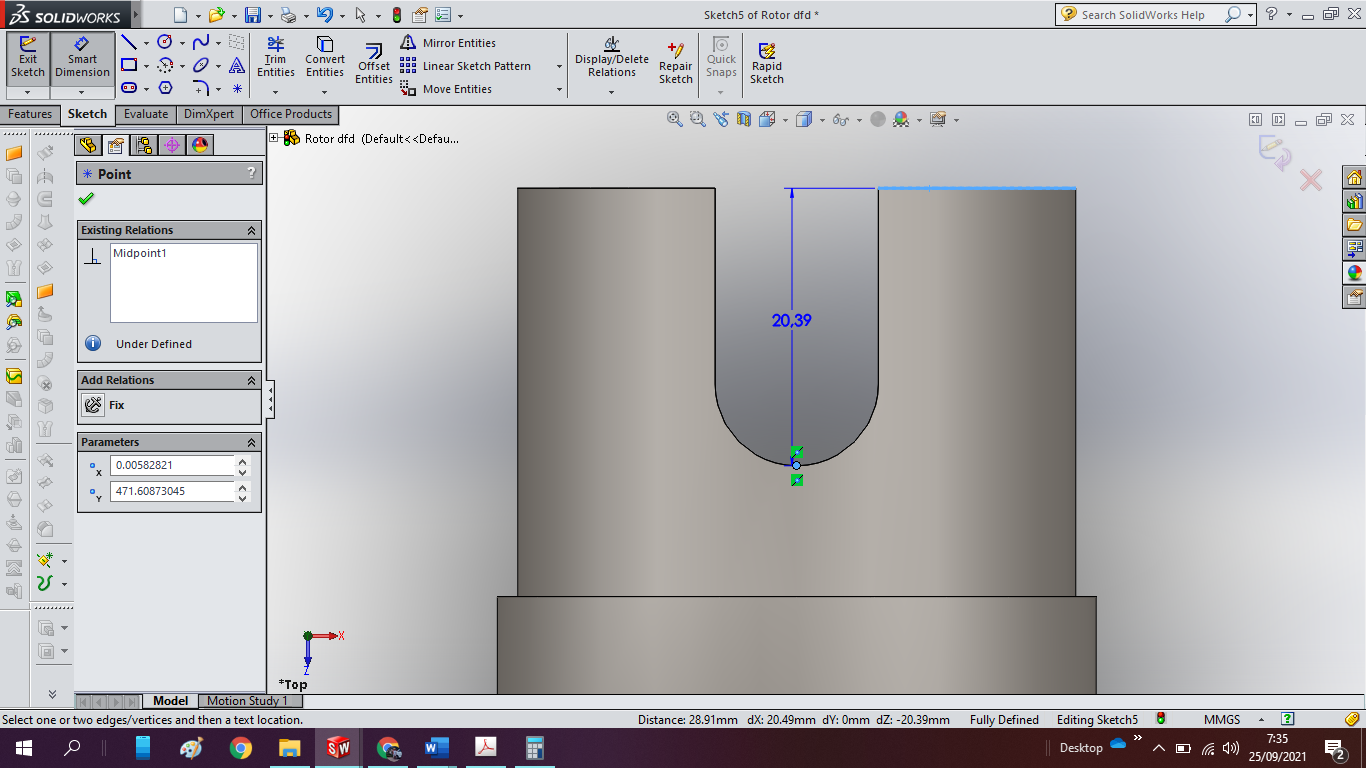 SOLIDWORKS
Sketch5 of Rotor dfd *
Search SolidWorks Help
Exit Sketch
Smart Dimension
Trim Entities
Convert Entities
Offset Entities
Mirror Entities
Linear Sketch Pattern
Move Entities
Display/Delete Relations
Repair Sketch
Quick Snaps
Rapid Sketch
Features
Sketch
Evaluate
DimXpert
Office Products
Rotor dfd (Default<<Defau...
Point
?
Existing Relations
Midpoint1
Under Defined
Add Relations
Fix
Parameters
X
0.00582821
Y
471.60873045
20,39
X
Z
*Top
Model
Motion Study 1
Select one or two edges/vertices and then a text location.
Distance: 28.91mm dX: 20.49mm dY: 0mm dZ: -20.39mm
Fully Defined
Editing Sketch5
MMGS
?
Desktop
7:35
25/09/2021
2